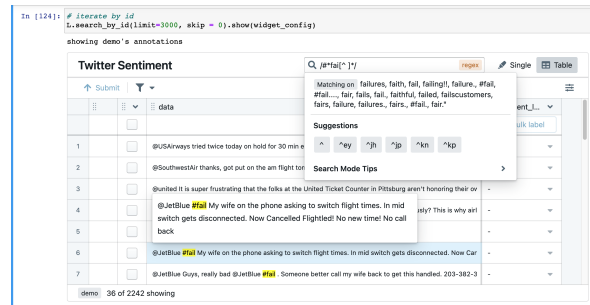 In [124]: # iterate by id
L.search_by_id(limit=3000, skip = 0).show(widget_config)
showing demo's annotations
Twitter Sentiment
/#*fai[^ ]*/ regex
Single Table
Submit
Matching on failures, faith, fail, failing!!, failure., #fail,
#fail...., fair, fails, fail., faithful, failed, failscustomers,
fairs, failure, failures., fairs., #fail., fair."
Suggestions
^ ^ey ^jh ^jp ^kn ^kp
Search Mode Tips
data
ent_l...
ulk label
1 @USAirways tried twice today on hold for 30 min e
2 @SouthwestAir thanks, got put on the am flight ton
3 @united It is super frustrating that the folks at the United Ticket Counter in Pittsburg aren't honoring their ov -
4 usly? This is why airl -
@JetBlue #fail My wife on the phone asking to switch flight times. In mid
switch gets disconnected. Now Cancelled Flightled! No new time! No call
back
5 -
6 @JetBlue #fail My wife on the phone asking to switch flight times. In mid switch gets disconnected. Now Car -
7 @JetBlue Guys, really bad @JetBlue #fail . Someone better call my wife back to get this handled. 203-382-3 -
demo 36 of 2242 showing